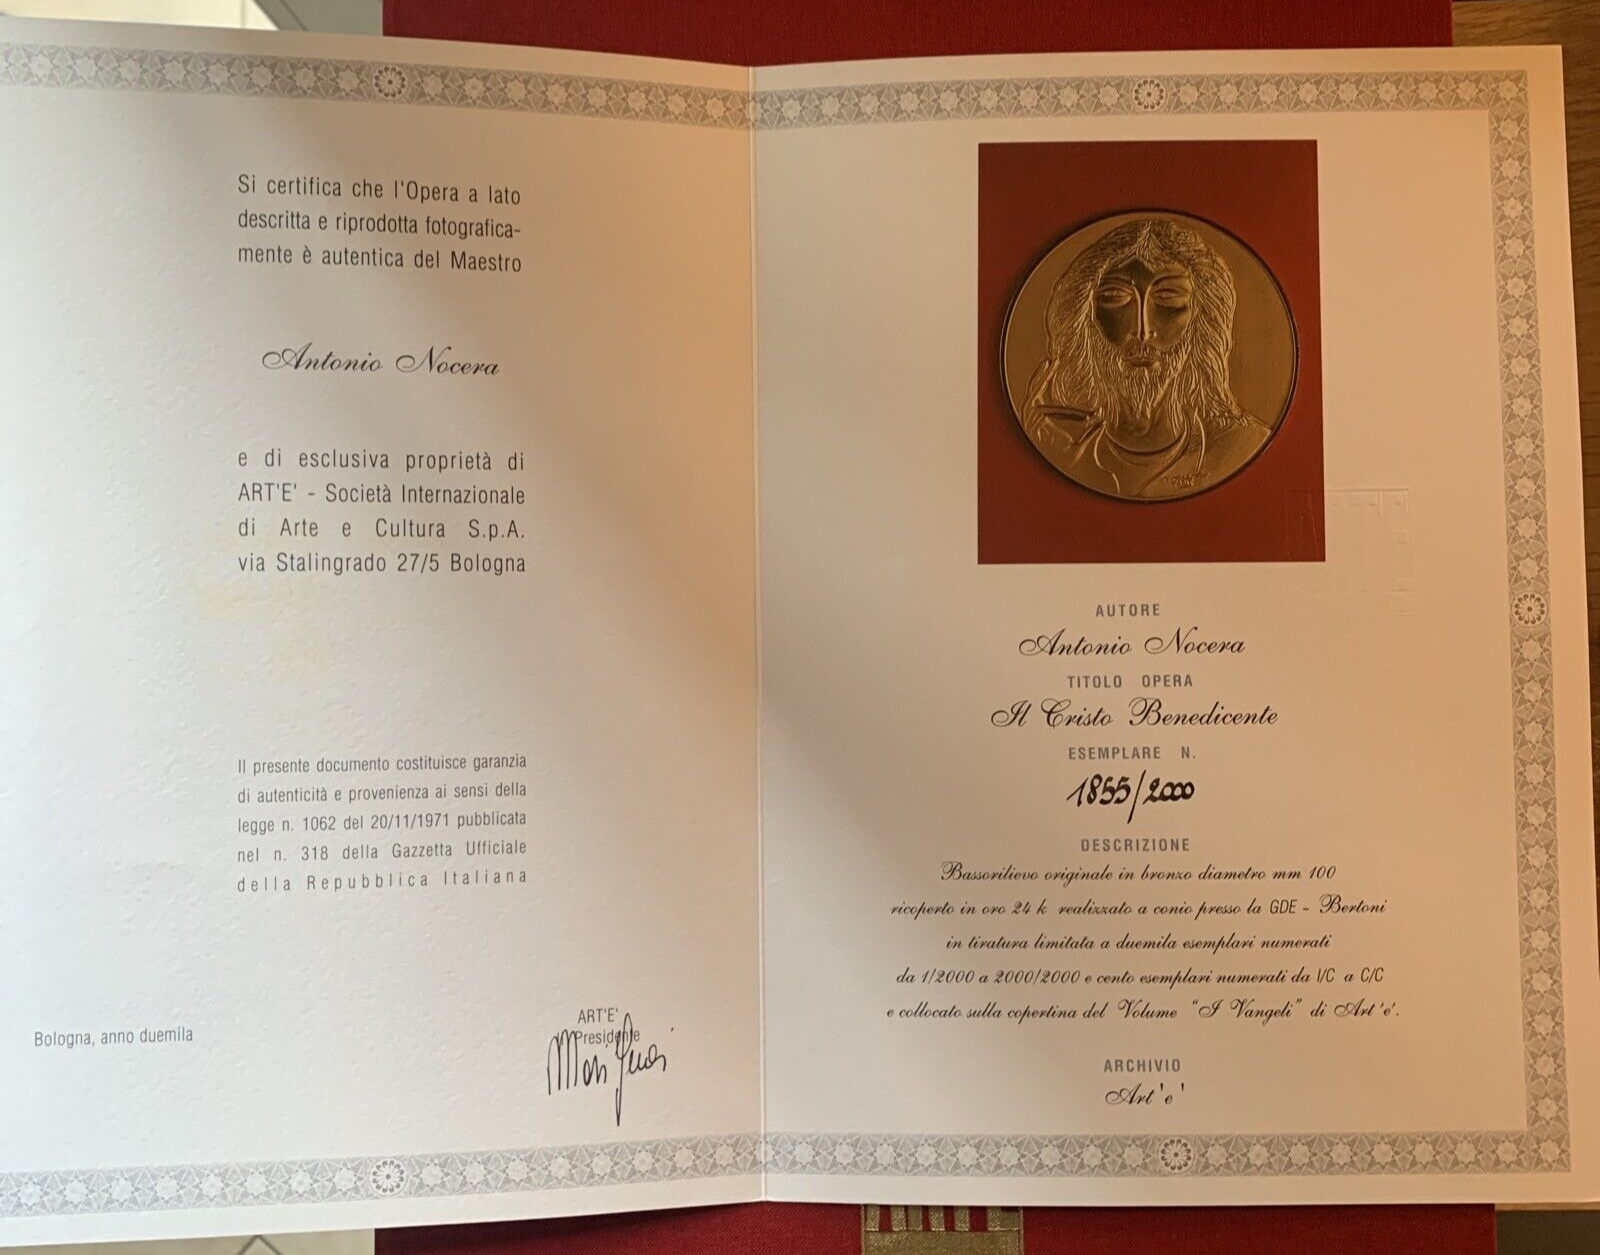 Si certifica che l'Opera a lato
descritta e riprodotta fotografica-
mente è autentica del Maestro
Antonio Nocera
e di esclusiva proprietà di
ART'E' - Società Internazionale
di Arte e Cultura S.p.A.
via Stalingrado 27/5 Bologna
Il presente documento costituisce garanzia
di autenticità e provenienza ai sensi della
legge n. 1062 del 20/11/1971 pubblicata
nel n. 318 della Gazzetta Ufficiale
della Repubblica Italiana
Bologna, anno duemila
ART'E'
Presidente
AUTORE
Antonio Nocera
TITOLO OPERA
Il Cristo Benedicente
ESEMPLARE N.
1855/2000
DESCRIZIONE
Bassorilievo originale in bronzo diametro mm 100
ricoperto in oro 24 k realizzato a conio presso la GDE - Bertoni
in tiratura limitata a duemila esemplari numerati
da 1/2000 a 2000/2000 e cento esemplari numerati da I/C a C/C
e collocato sulla copertina del Volume "I Vangeli" di Art'e'.
ARCHIVIO
Art'e'